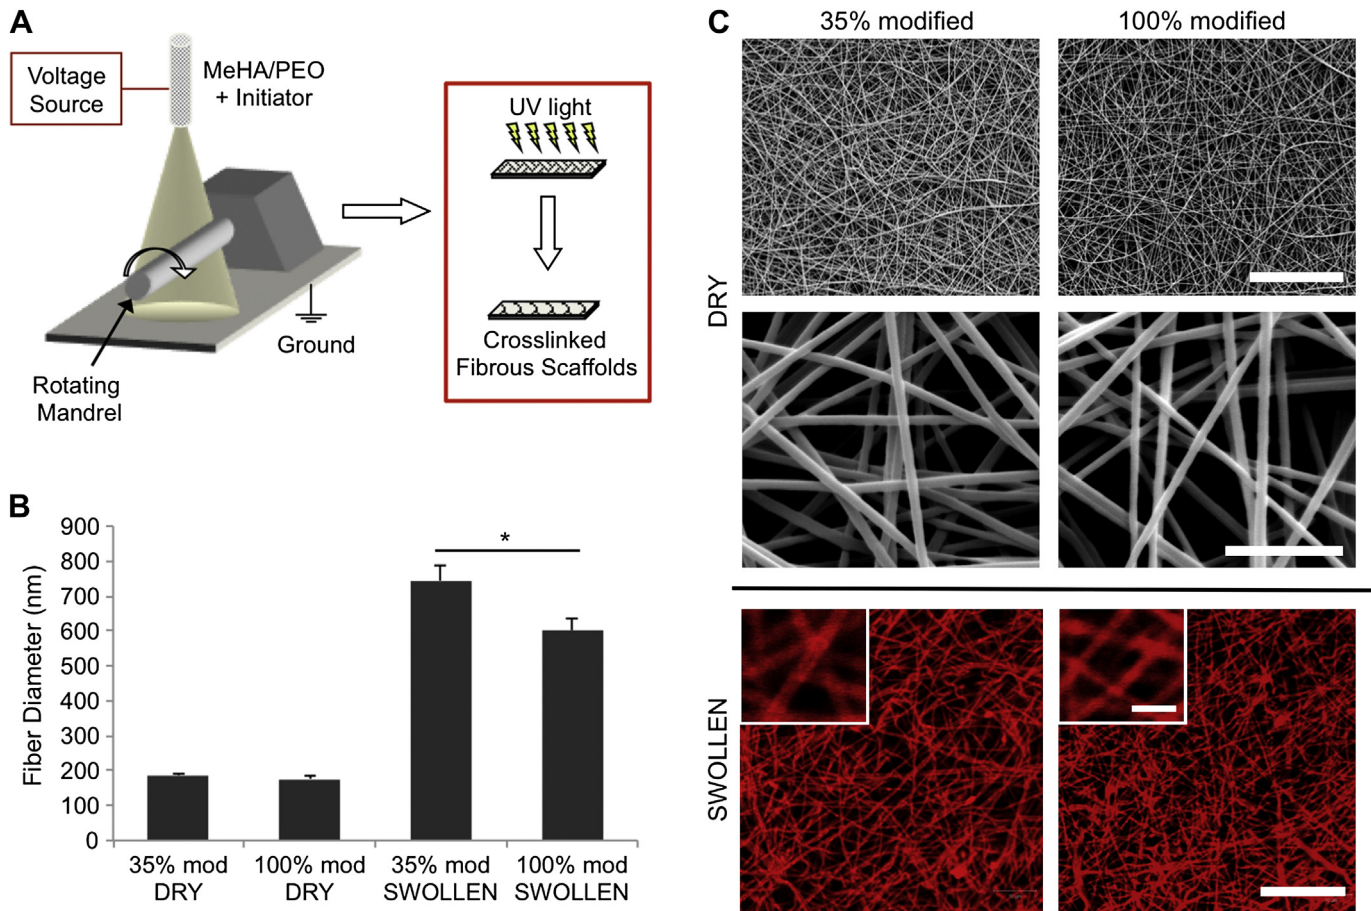 A
Voltage
Source
MeHA/PEO
+ Initiator
UV light
Crosslinked
Fibrous Scaffolds
Ground
Rotating
Mandrel
B
Fiber Diameter (nm)
900
800
700
600
500
400
300
200
100
0
*
35% mod
DRY
100% mod
DRY
35% mod
SWOLLEN
100% mod
SWOLLEN
C
35% modified
100% modified
DRY
SWOLLEN